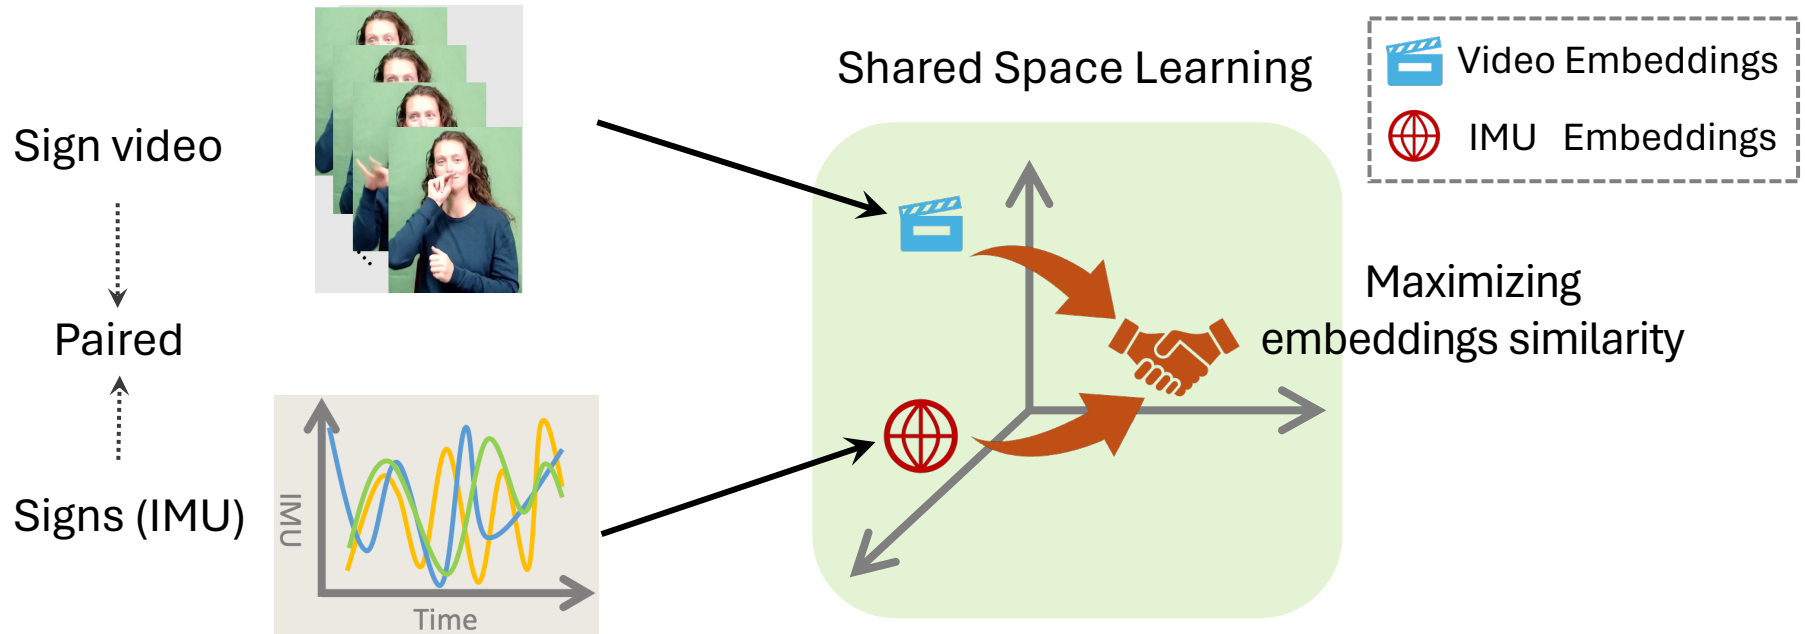 Shared Space Learning
Video Embeddings
IMU Embeddings
Sign video
Paired
Signs (IMU)
IMU
Time
Maximizing
embeddings similarity